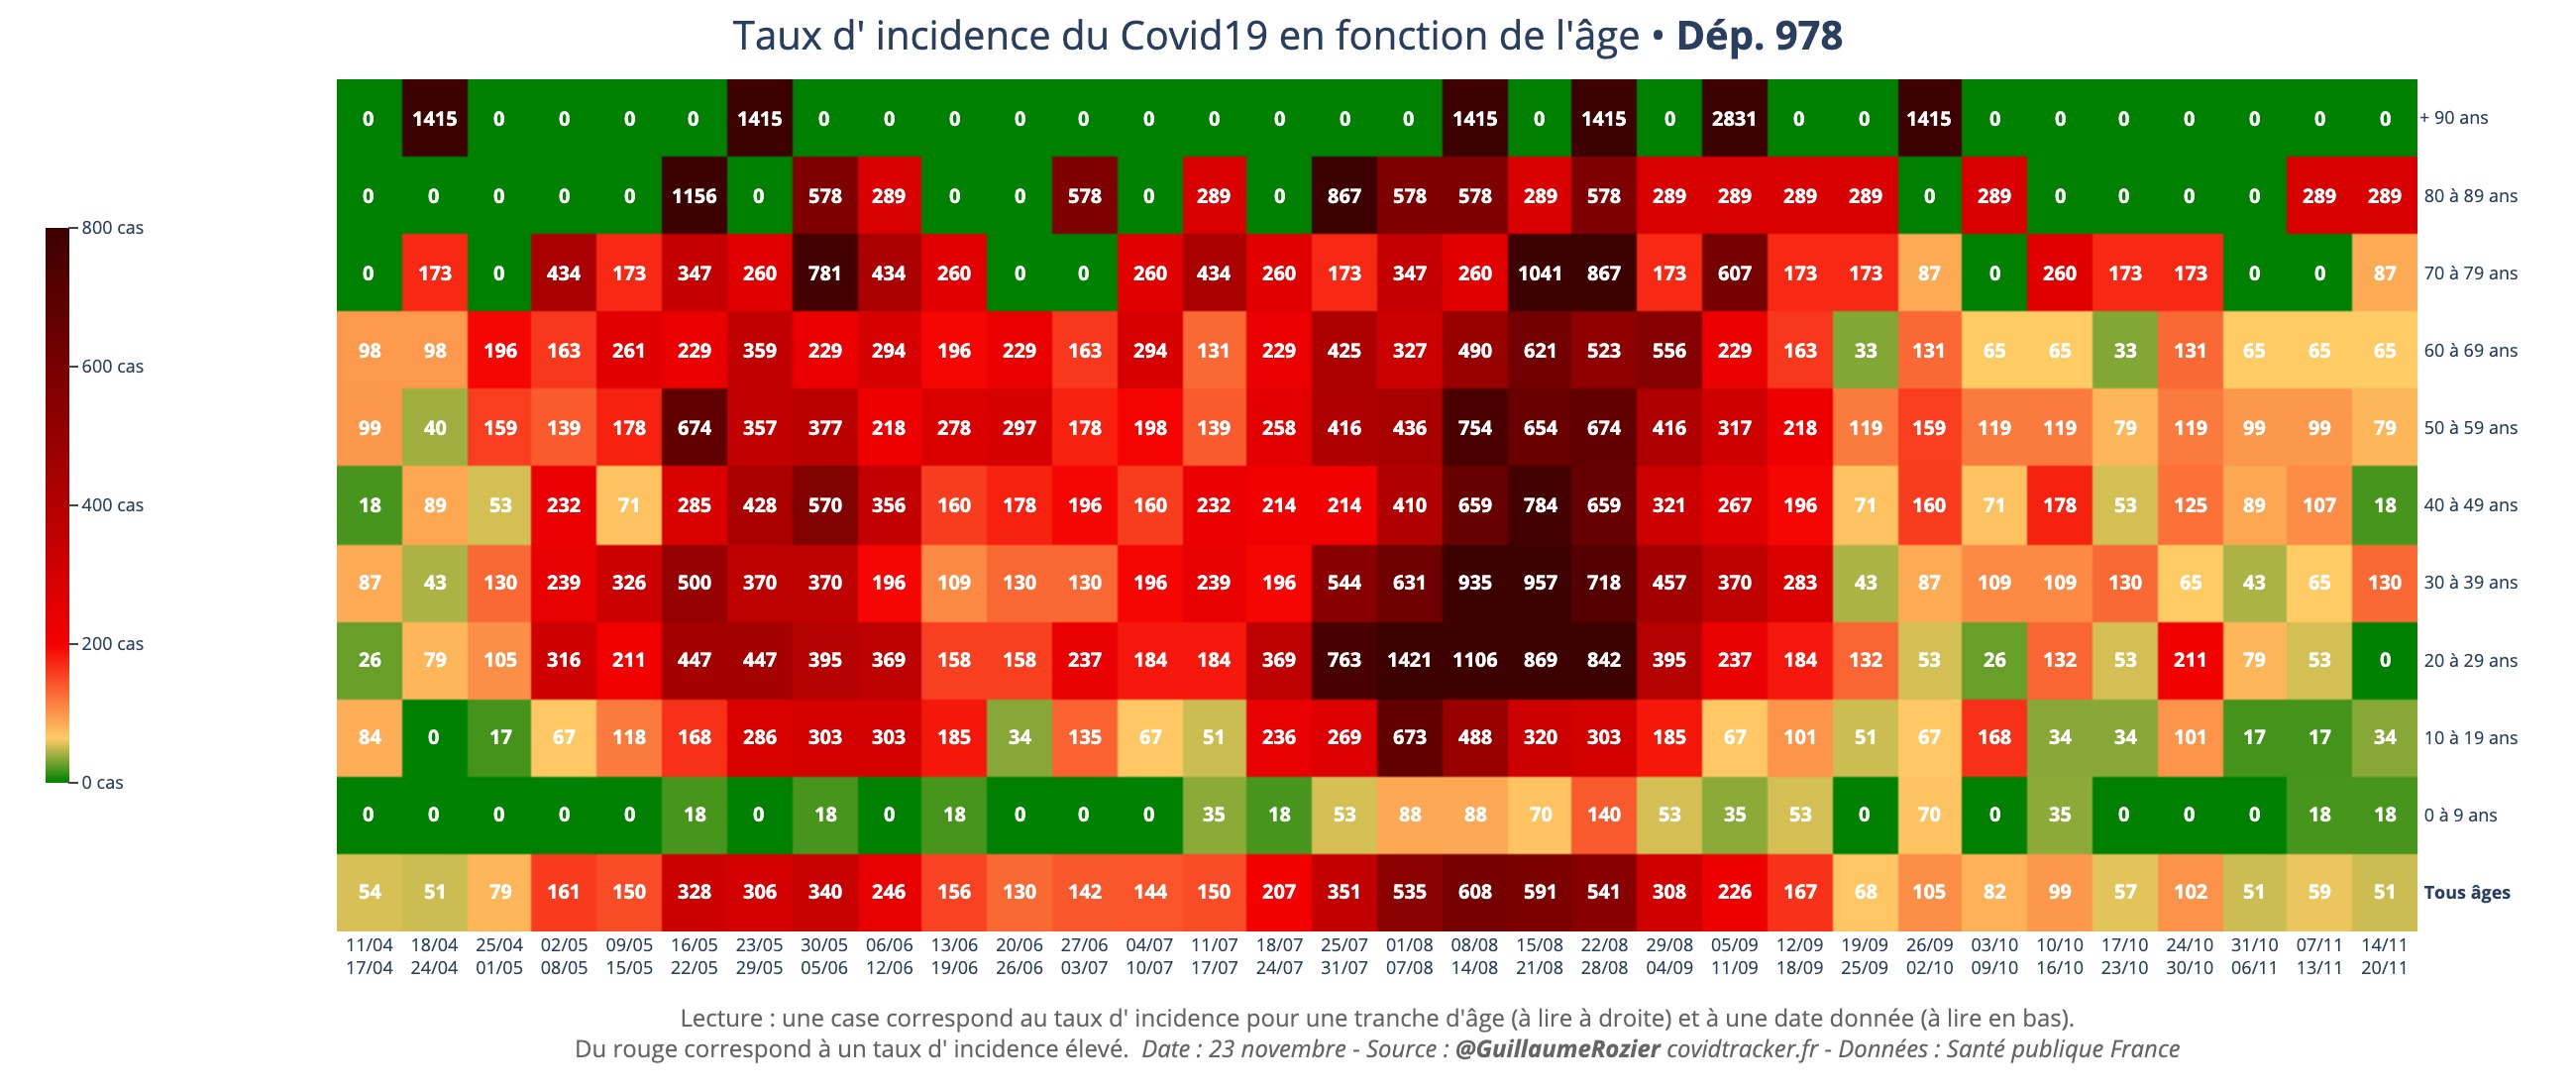 Taux d' incidence du Covid19 en fonction de l'âge • Dép. 978
800 cas
600 cas
400 cas
200 cas
0 cas
0 1415 0 0 0 0 1415 0 0 0 0 0 0 0 0 0 0 1415 0 1415 0 2831 0 0 1415 0 0 0 0 0 0 0 + 90 ans
0 0 0 0 0 1156 0 578 289 0 0 578 0 289 0 867 578 578 289 578 289 289 289 289 0 289 0 0 0 0 289 289 80 à 89 ans
0 173 0 434 173 347 260 781 434 260 0 0 260 434 260 173 347 260 1041 867 173 607 173 173 87 0 260 173 173 0 0 87 70 à 79 ans
98 98 196 163 261 229 359 229 294 196 229 163 294 131 229 425 327 490 621 523 556 229 163 33 131 65 65 33 131 65 65 65 60 à 69 ans
99 40 159 139 178 674 357 377 218 278 297 178 198 139 258 416 436 754 654 674 416 317 218 119 159 119 119 79 119 99 99 79 50 à 59 ans
18 89 53 232 71 285 428 570 356 160 178 196 160 232 214 214 410 659 784 659 321 267 196 71 160 71 178 53 125 89 107 18 40 à 49 ans
87 43 130 239 326 500 370 370 196 109 130 130 196 239 196 544 631 935 957 718 457 370 283 43 87 109 109 130 65 43 65 130 30 à 39 ans
26 79 105 316 211 447 447 395 369 158 158 237 184 184 369 763 1421 1106 869 842 395 237 184 132 53 26 132 53 211 79 53 0 20 à 29 ans
84 0 17 67 118 168 286 303 303 185 34 135 67 51 236 269 673 488 320 303 185 67 101 51 67 168 34 34 101 17 17 34 10 à 19 ans
0 0 0 0 0 18 0 18 0 18 0 0 0 35 18 53 88 88 70 140 53 35 53 0 70 0 35 0 0 0 18 18 0 à 9 ans
54 51 79 161 150 328 306 340 246 156 130 142 144 150 207 351 535 608 591 541 308 226 167 68 105 82 99 57 102 51 59 51 Tous âges
11/04 18/04 25/04 02/05 09/05 16/05 23/05 30/05 06/06 13/06 20/06 27/06 04/07 11/07 18/07 25/07 01/08 08/08 15/08 22/08 29/08 05/09 12/09 19/09 26/09 03/10 10/10 17/10 24/10 31/10 07/11 14/11
17/04 24/04 01/05 08/05 15/05 22/05 29/05 05/06 12/06 19/06 26/06 03/07 10/07 17/07 24/07 31/07 07/08 14/08 21/08 28/08 04/09 11/09 18/09 25/09 02/10 09/10 16/10 23/10 30/10 06/11 13/11 20/11
Lecture : une case correspond au taux d' incidence pour une tranche d'âge (à lire à droite) et à une date donnée (à lire en bas).
Du rouge correspond à un taux d' incidence élevé. Date : 23 novembre - Source : @GuillaumeRozier covidtracker.fr - Données : Santé publique France